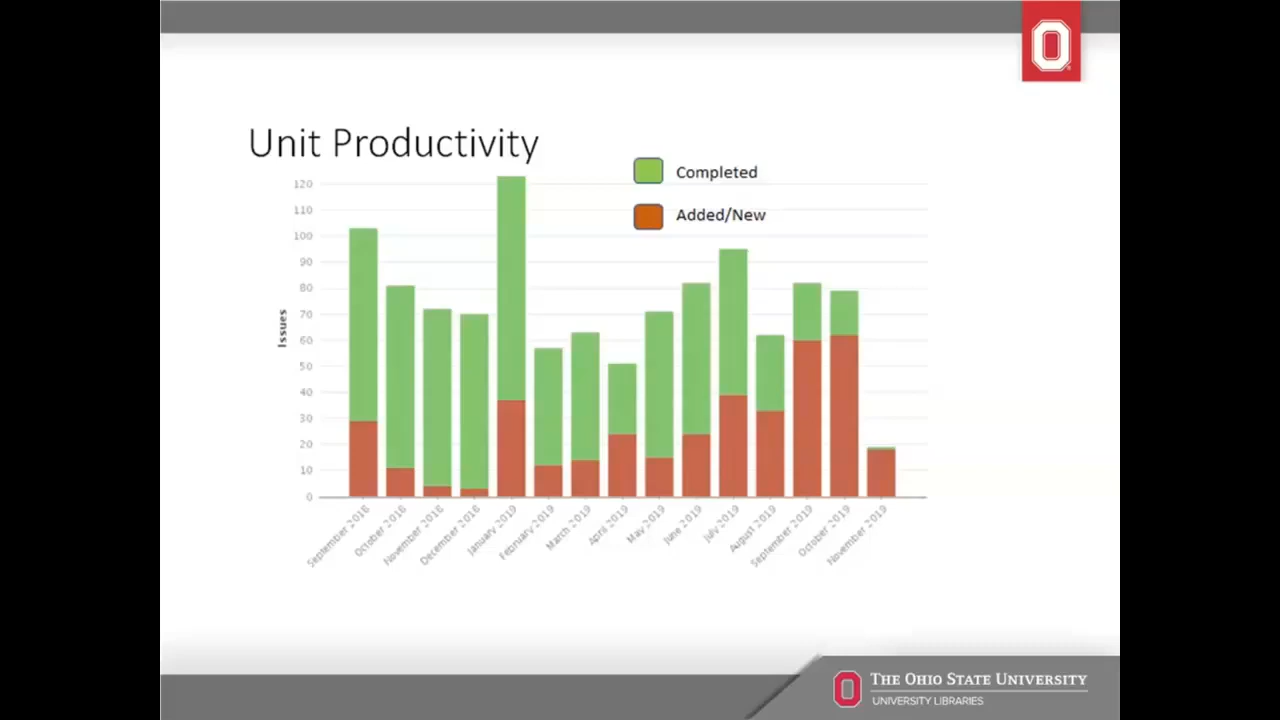 Unit Productivity
Completed
Added/New
120
110
100
90
80
70
60
50
40
30
20
10
0
Issues
September 2018
October 2018
November 2018
December 2018
January 2019
February 2019
March 2019
April 2019
May 2019
June 2019
July 2019
August 2019
September 2019
October 2019
November 2019
THE OHIO STATE UNIVERSITY
UNIVERSITY LIBRARIES